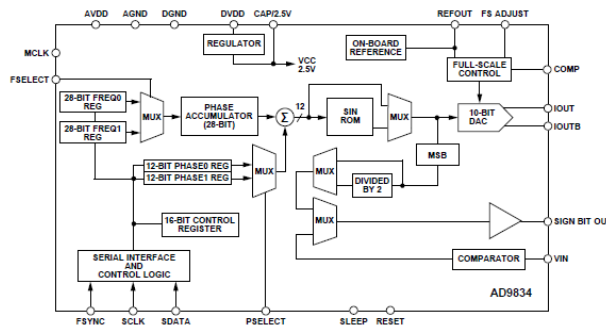 AVDD AGND DGND DVDD CAP/2.5V REFOUT FS ADJUST
MCLK
REGULATOR
ON-BOARD
REFERENCE
VCC
2.5V
FULL-SCALE
CONTROL
COMP
FSELECT
28-BIT FREQ0
REG
28-BIT FREQ1
REG
MUX
PHASE
ACCUMULATOR
(28-BIT)
Σ
12
SIN
ROM
MUX
10-BIT
DAC
IOUT
IOUTB
MSB
12-BIT PHASE0 REG
12-BIT PHASE1 REG
MUX
MUX
DIVIDED
BY 2
16-BIT CONTROL
REGISTER
MUX
SIGN BIT OU
SERIAL INTERFACE
AND
CONTROL LOGIC
COMPARATOR
VIN
AD9834
FSYNC SCLK SDATA PSELECT SLEEP RESET